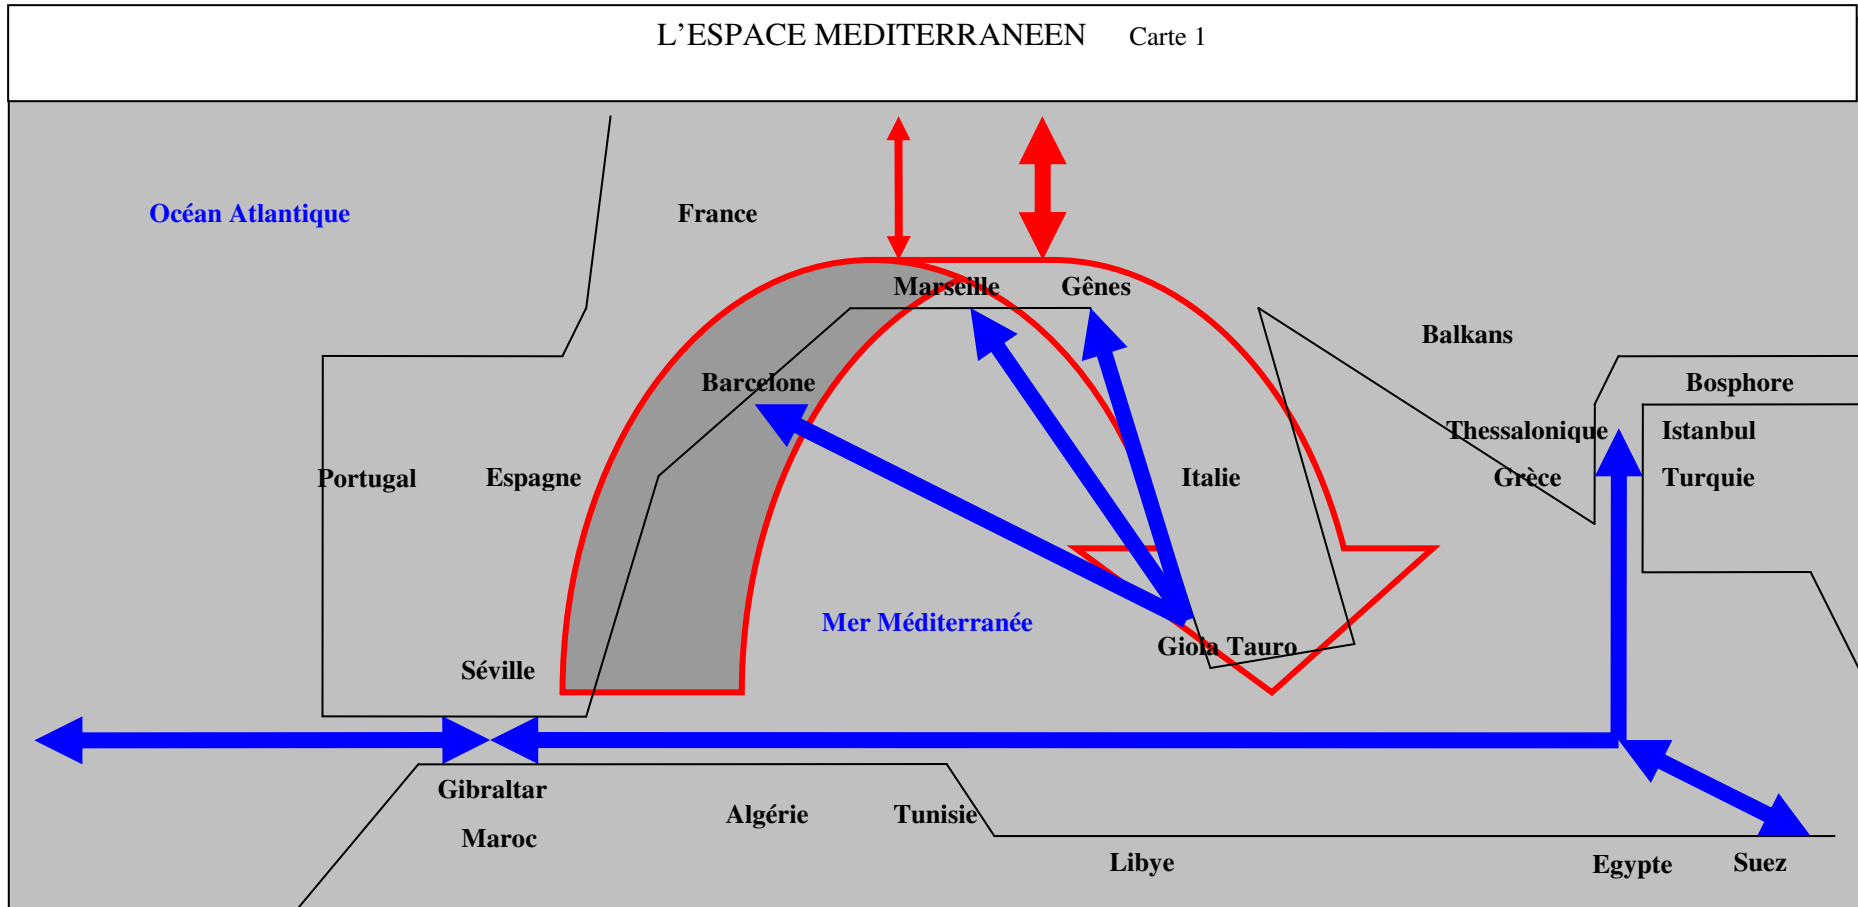 L’ESPACE MEDITERRANEEN Carte 1
Océan Atlantique
France
Marseille
Gênes
Balkans
Barcelone
Bosphore
Thessalonique
Istanbul
Portugal
Espagne
Italie
Grèce
Turquie
Mer Méditerranée
Gioia Tauro
Séville
Gibraltar
Algérie
Tunisie
Maroc
Libye
Egypte
Suez